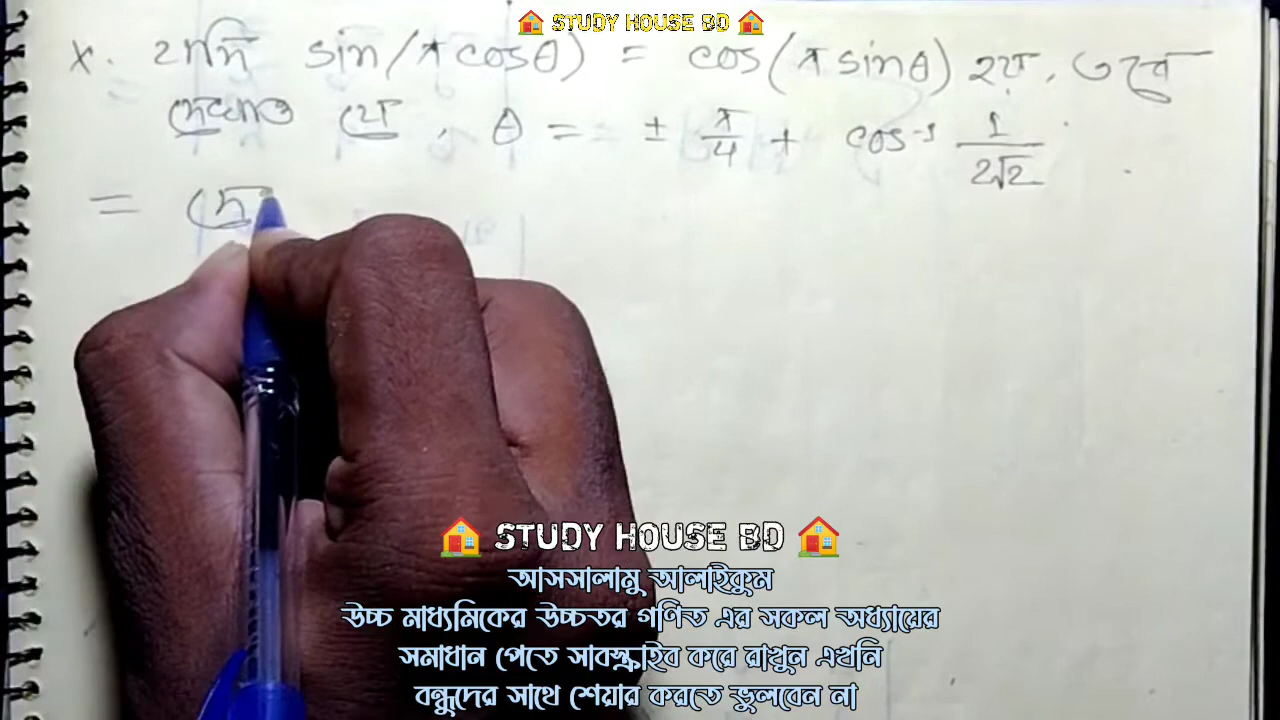 🏠 STUDY HOUSE BD 🏠
x. যদি sin(π cosθ) = cos(π sinθ) হয়, তবে
দেখাও যে, θ = ± π/4 + cos⁻¹ 1/2√2
= দে
🏠 STUDY HOUSE BD 🏠
আসসালামু আলাইকুম
উচ্চ মাধ্যমিকের উচ্চতর গণিত এর সকল অধ্যায়ের
সমাধান পেতে সাবস্ক্রাইব করে রাখুন এখনি
বন্ধুদের সাথে শেয়ার করতে ভুলবেন না